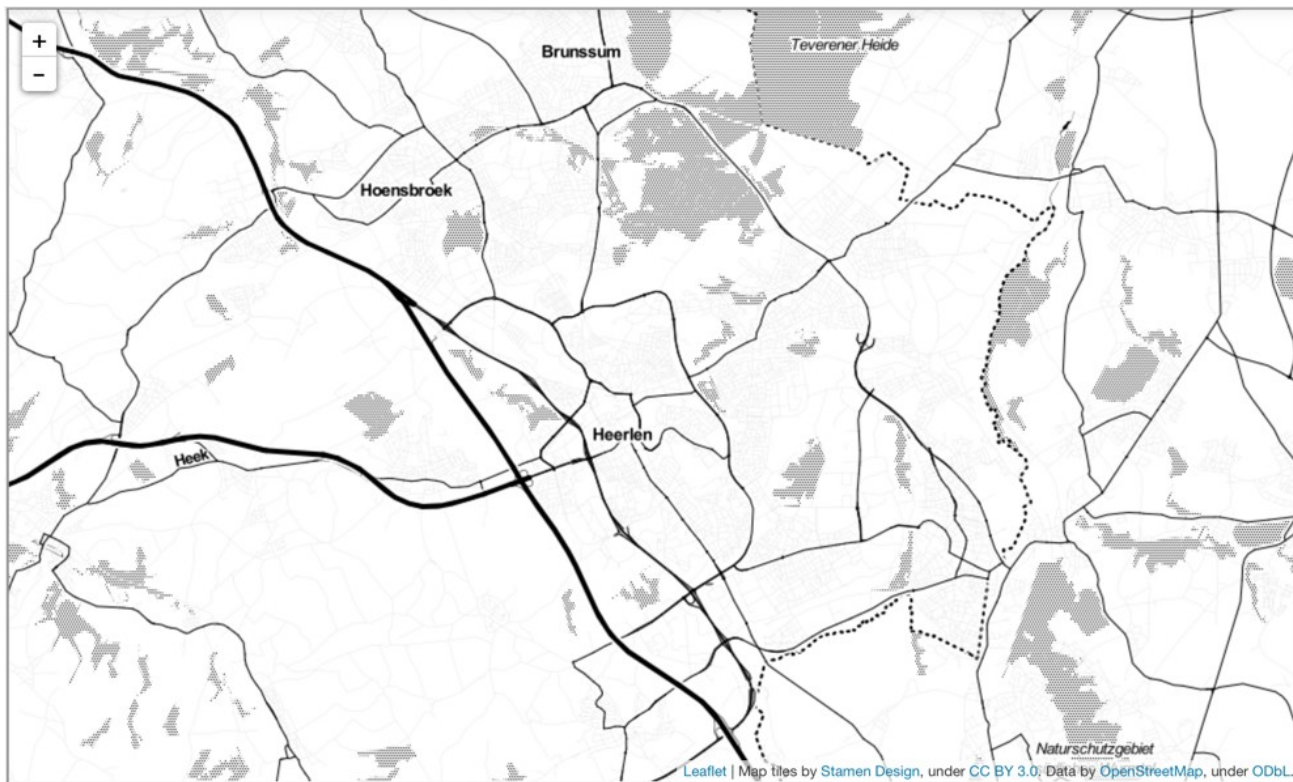 +
−
Brunssum
Teverener Heide
Hoensbroek
Heerlen
Heek
Naturschutzgebiet
Leaflet | Map tiles by Stamen Design, under CC BY 3.0. Data by OpenStreetMap, under ODbL.